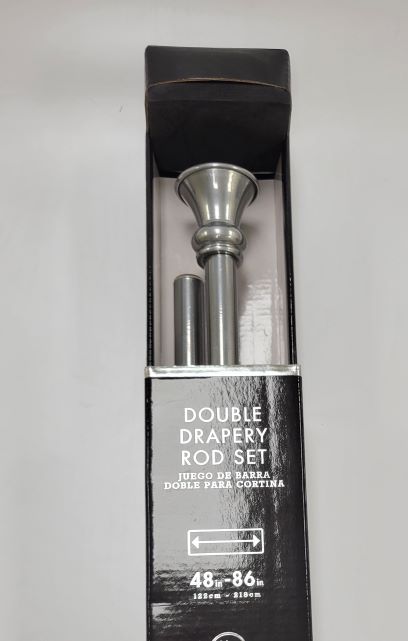 DOUBLE
DRAPERY
ROD SET
JUEGO DE BARRA
DOBLE PARA CORTINA
48in-86in
122cm - 218cm